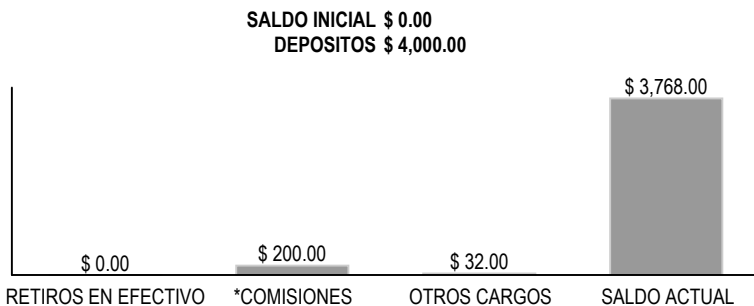 SALDO INICIAL $ 0.00
DEPOSITOS $ 4,000.00
$ 0.00
$ 200.00
$ 32.00
$ 3,768.00
RETIROS EN EFECTIVO
*COMISIONES
OTROS CARGOS
SALDO ACTUAL